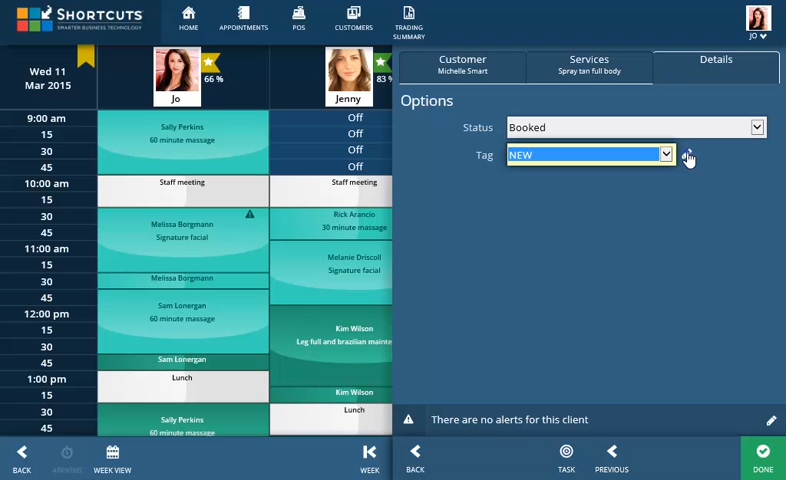 SHORTCUTS
SMARTER BUSINESS TECHNOLOGY
HOME
APPOINTMENTS
POS
CUSTOMERS
TRADING
SUMMARY
JO
Wed 11
Mar 2015
66 %
Jo
83 %
Jenny
Customer
Michelle Smart
Services
Spray tan full body
Details
Options
Status
Booked
Tag
NEW
9:00 am
15
30
45
10:00 am
15
30
45
11:00 am
15
30
45
12:00 pm
15
30
45
1:00 pm
15
30
45
Sally Perkins
60 minute massage
Staff meeting
Melissa Borgmann
Signature facial
Melissa Borgmann
Sam Lonergan
60 minute massage
Sam Lonergan
Lunch
Sally Perkins
60 minute massage
Off
Off
Off
Off
Staff meeting
Rick Arancio
30 minute massage
Melanie Driscoll
Signature facial
Kim Wilson
Leg full and brazilian mainte
Kim Wilson
Lunch
There are no alerts for this client
BACK
ARRIVING
WEEK VIEW
WEEK
BACK
TASK
PREVIOUS
DONE